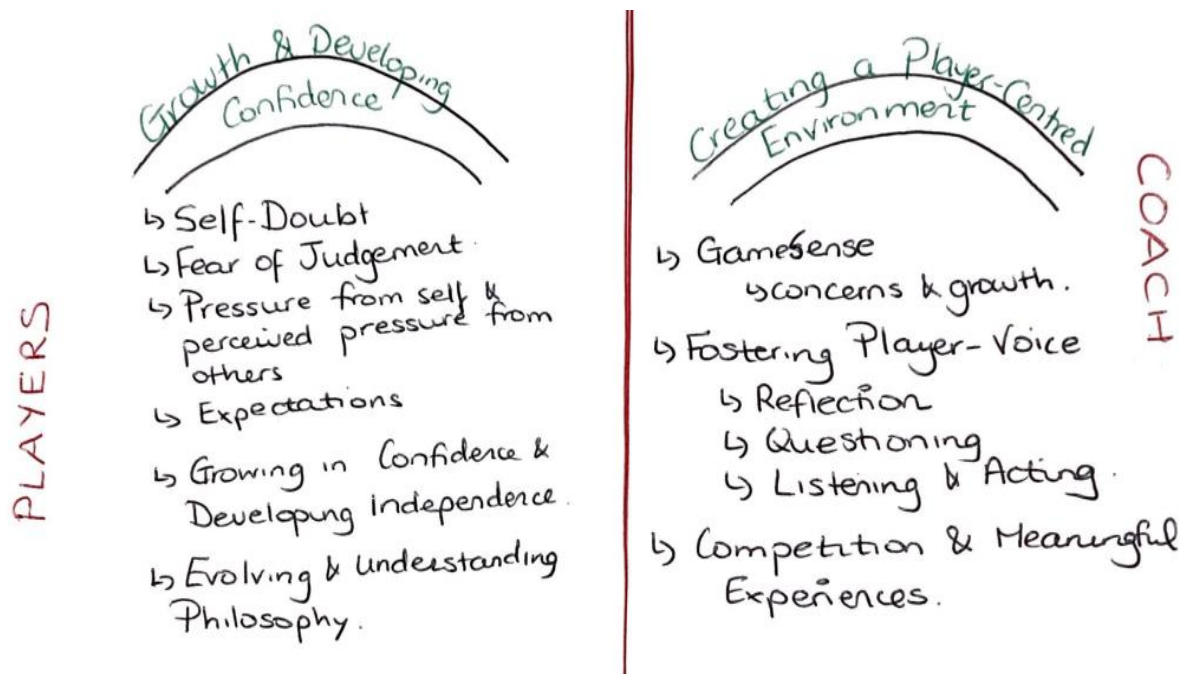 PLAYERS
Growth & Developing
Confidence
↳ Self-Doubt
↳ Fear of Judgement.
↳ Pressure from self &
perceived pressure from
others
↳ Expectations
↳ Growing in Confidence &
Developing independence.
↳ Evolving & Understanding
Philosophy.
COACH
Creating a Player-Centred
Environment
↳ GameSense
↳ concerns & growth.
↳ Fostering Player-Voice
↳ Reflection
↳ Questioning
↳ Listening & Acting.
↳ Competition & Meaningful
Experiences.